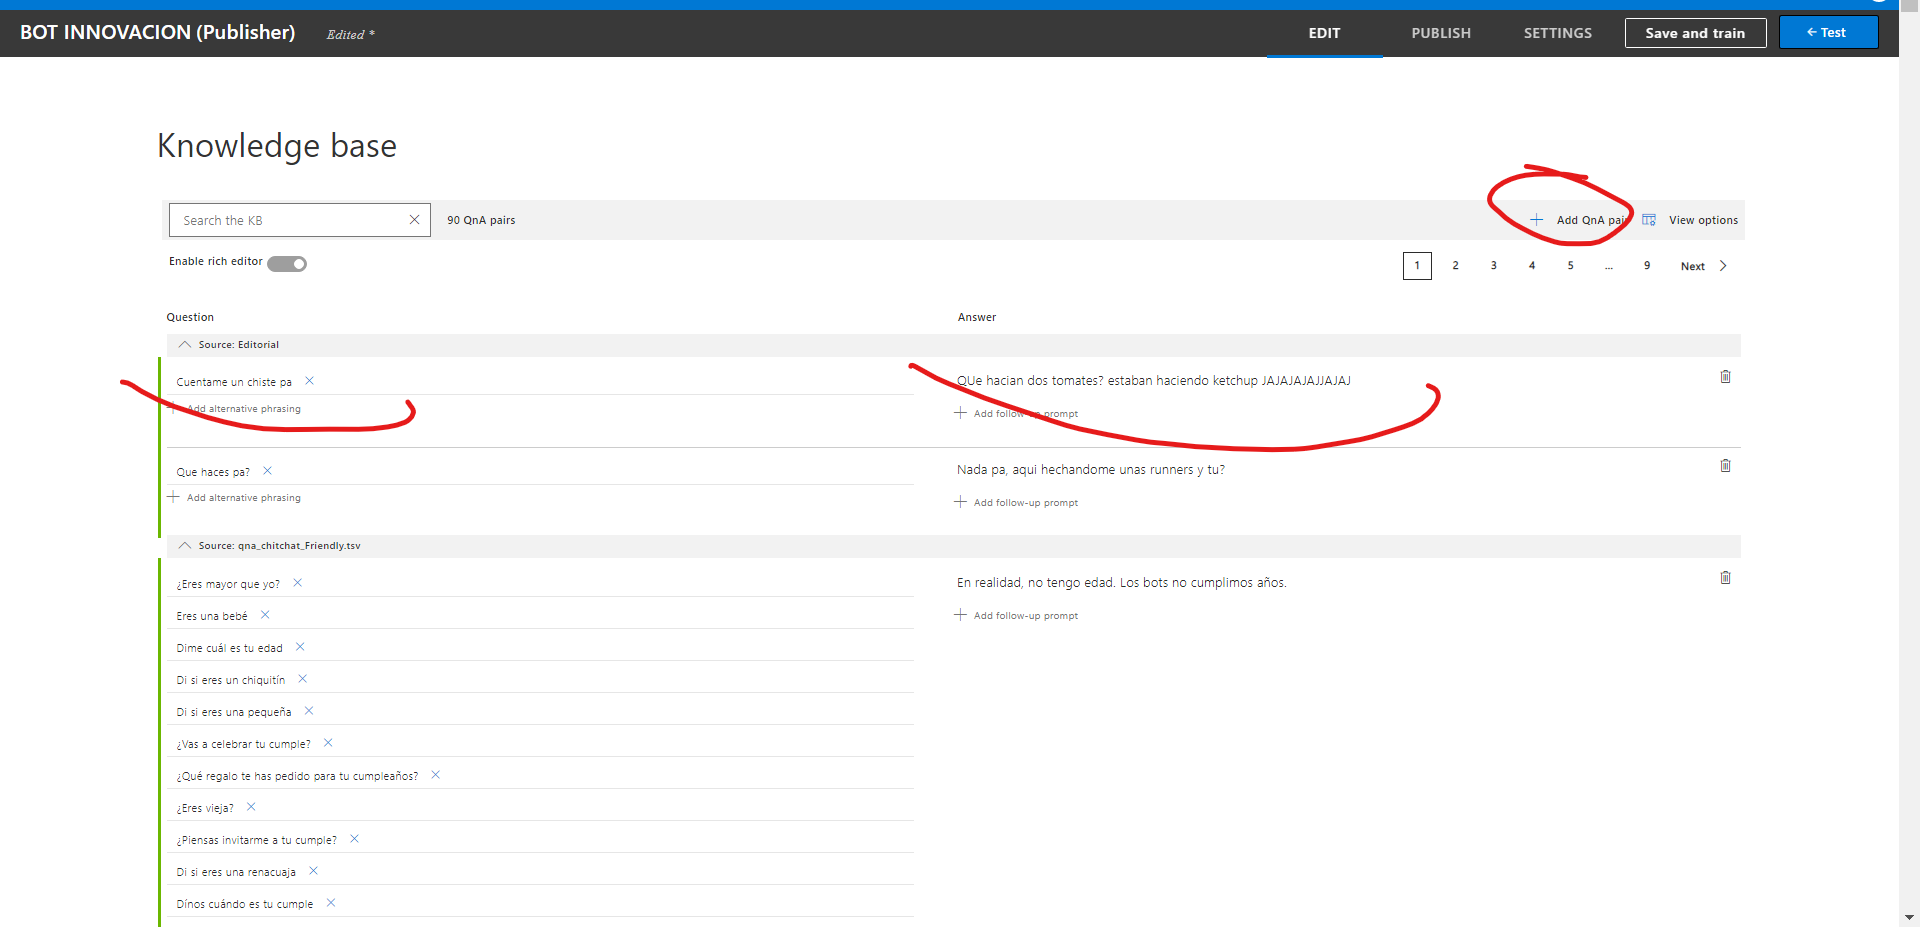 BOT INNOVACION (Publisher) Edited * EDIT PUBLISH SETTINGS Save and train ← Test
Knowledge base
Search the KB 90 QnA pairs + Add QnA pair View options
Enable rich editor 1 2 3 4 5 ... 9 Next
Question Answer
Source: Editorial
Cuentame un chiste pa QUe hacian dos tomates? estaban haciendo ketchup JAJAJAJAJJAJAJ
+ Add alternative phrasing + Add follow-up prompt
Que haces pa? Nada pa, aqui hechandome unas runners y tu?
+ Add alternative phrasing + Add follow-up prompt
Source: qna_chitchat_Friendly.tsv
¿Eres mayor que yo? En realidad, no tengo edad. Los bots no cumplimos años.
Eres una bebé + Add follow-up prompt
Dime cuál es tu edad
Di si eres un chiquitín
Di si eres una pequeña
¿Vas a celebrar tu cumple?
¿Qué regalo te has pedido para tu cumpleaños?
¿Eres vieja?
¿Piensas invitarme a tu cumple?
Di si eres una renacuaja
Dínos cuándo es tu cumple